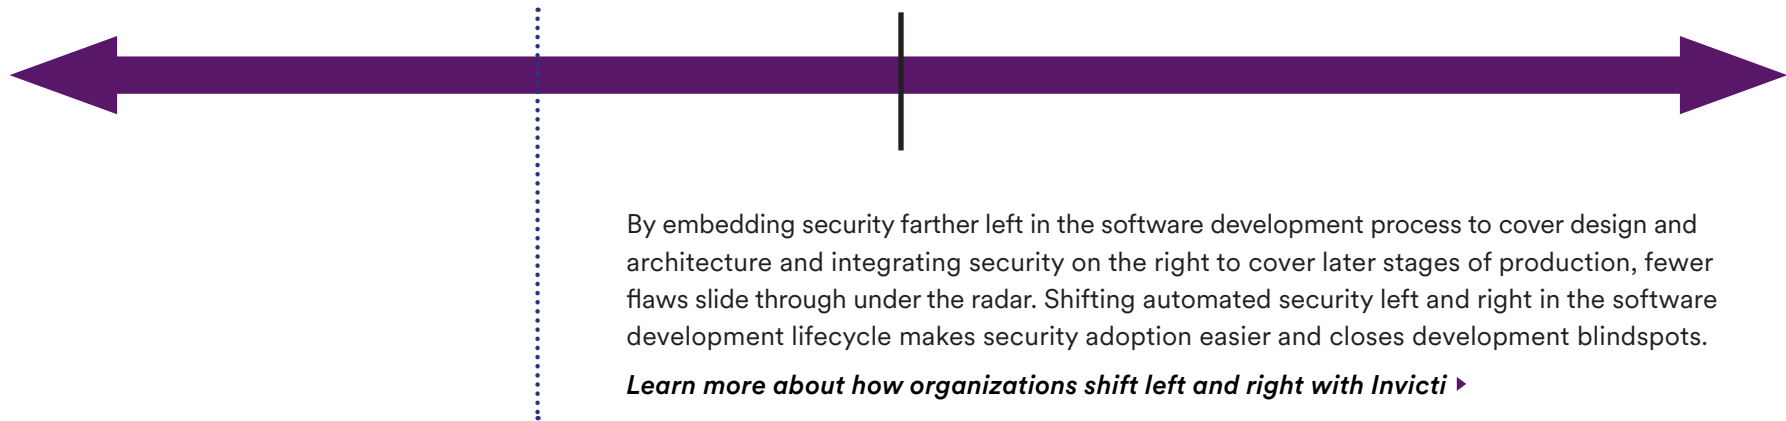 By embedding security farther left in the software development process to cover design and
architecture and integrating security on the right to cover later stages of production, fewer
flaws slide through under the radar. Shifting automated security left and right in the software
development lifecycle makes security adoption easier and closes development blindspots.
Learn more about how organizations shift left and right with Invicti